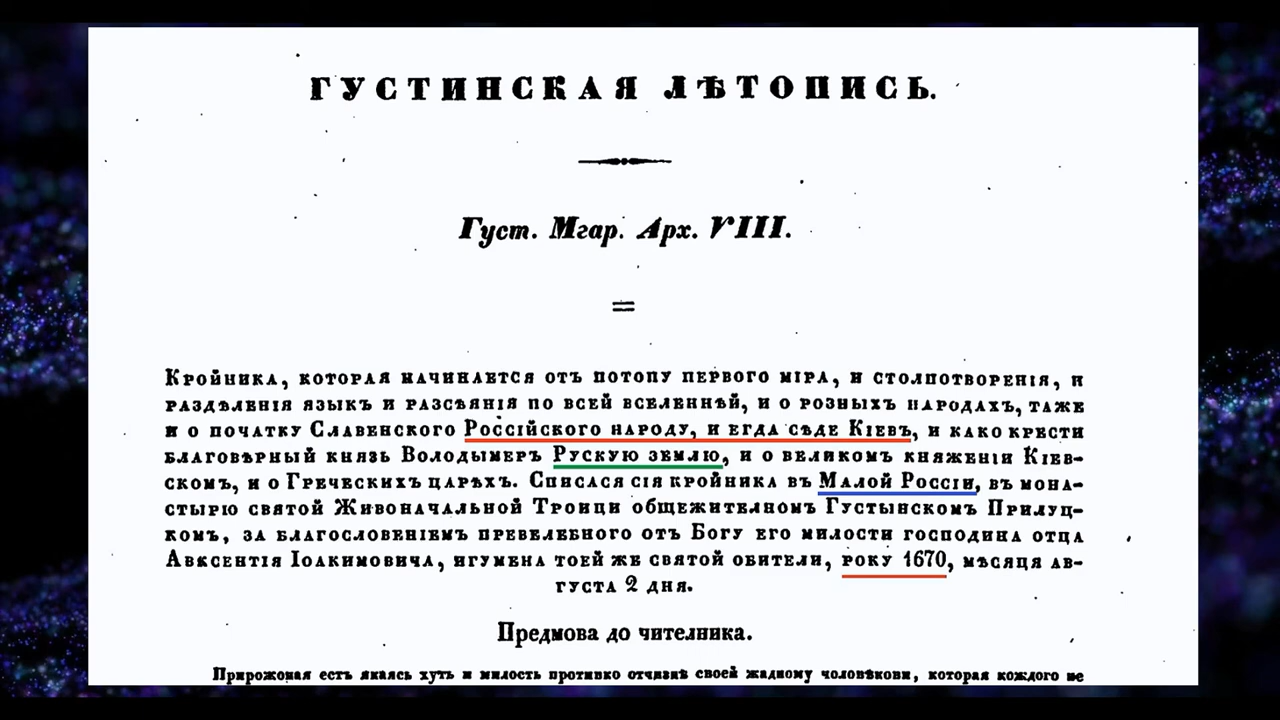 ГУСТИНСКАЯ ЛѢТОПИСЬ.
Густ. Мгар. Арх. VIII.
Кройника, которая начинается отъ потопу первого міра, и столпотворенія, и
раздѣленія языкъ и разсѣянія по всей вселеннѣй, и о розныхъ народахъ, таже
и о початку Славенского Россійского народу, и егда сѣде Кіевъ, и како крести
благовѣрный князь Володымеръ Рускую землю, и о великомъ княженіи Кіев-
скомъ, и о Греческихъ царѣхъ. Списася сія кройника въ Малой Россіи, въ мона-
стырю святой Живоначальной Троици общежителномъ Густынскомъ Прилуц-
комъ, за благословеніемъ превелебного отъ Богу его милости господина отца
Авксентія Іоакимовича, игумена тоей же святой обители, року 1670, мѣсяця ав-
густа 2 дня.
Предмова до чителника.
Прирожоная есть якаясь хуть и милость противко отчизнѣ своей жадному чоловѣкови, которая кождого не